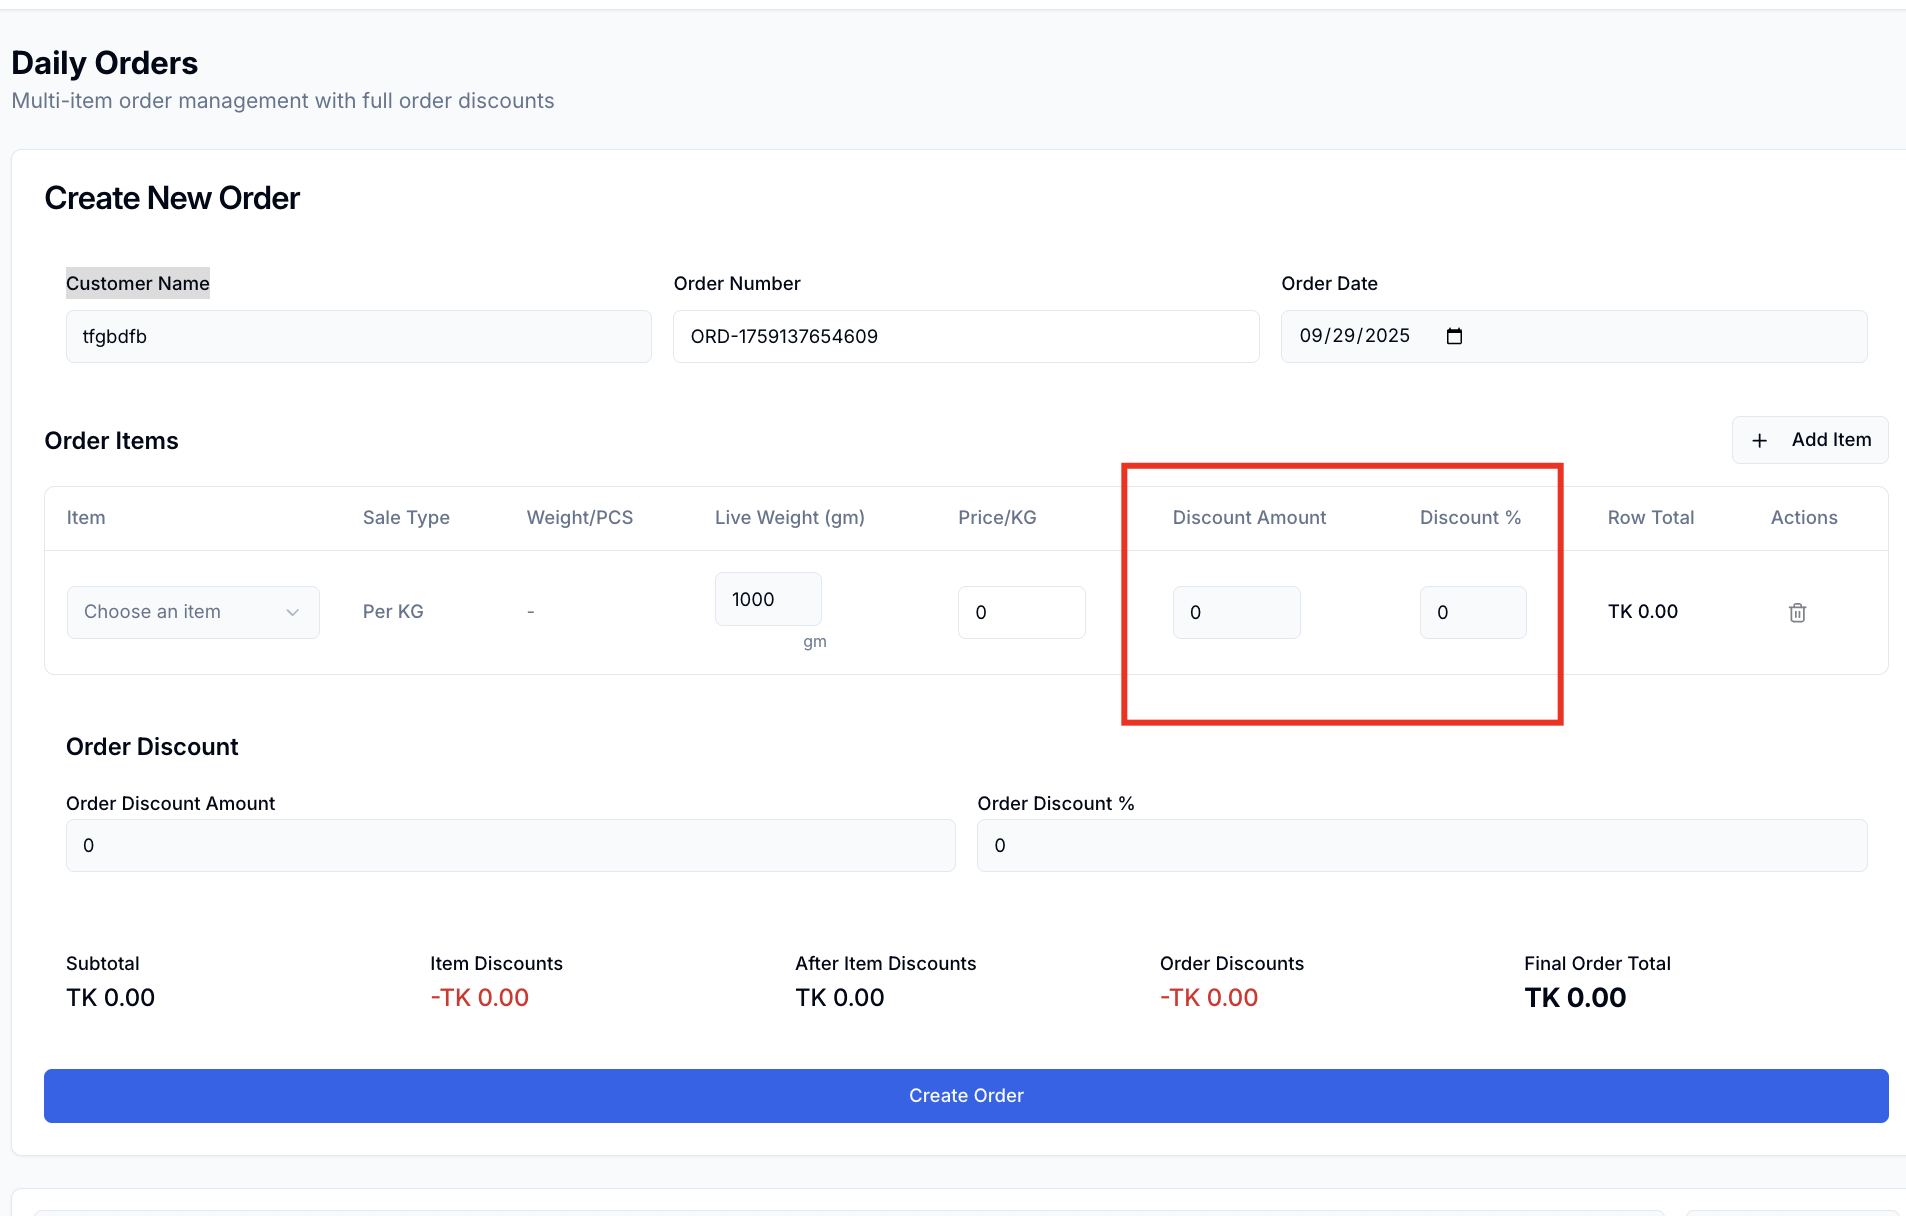 Daily Orders
Multi-item order management with full order discounts
Create New Order
Customer Name Order Number Order Date
tfgbdfb ORD-1759137654609 09/29/2025
Order Items + Add Item
Item Sale Type Weight/PCS Live Weight (gm) Price/KG Discount Amount Discount % Row Total Actions
Choose an item Per KG - 1000 0 0 0 TK 0.00
gm
Order Discount
Order Discount Amount Order Discount %
0 0
Subtotal Item Discounts After Item Discounts Order Discounts Final Order Total
TK 0.00 -TK 0.00 TK 0.00 -TK 0.00 TK 0.00
Create Order